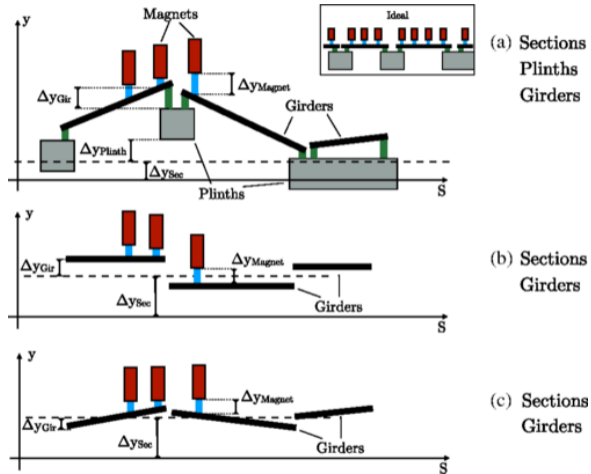 y
Magnets
Ideal
(a) Sections
Plinths
Girders
ΔyGir
ΔyMagnet
Girders
ΔyPlinth
ΔySec
Plinths
S
y
(b) Sections
Girders
ΔyGir
ΔyMagnet
ΔySec
Girders
S
y
(c) Sections
Girders
ΔyMagnet
ΔyGir
ΔySec
Girders
S